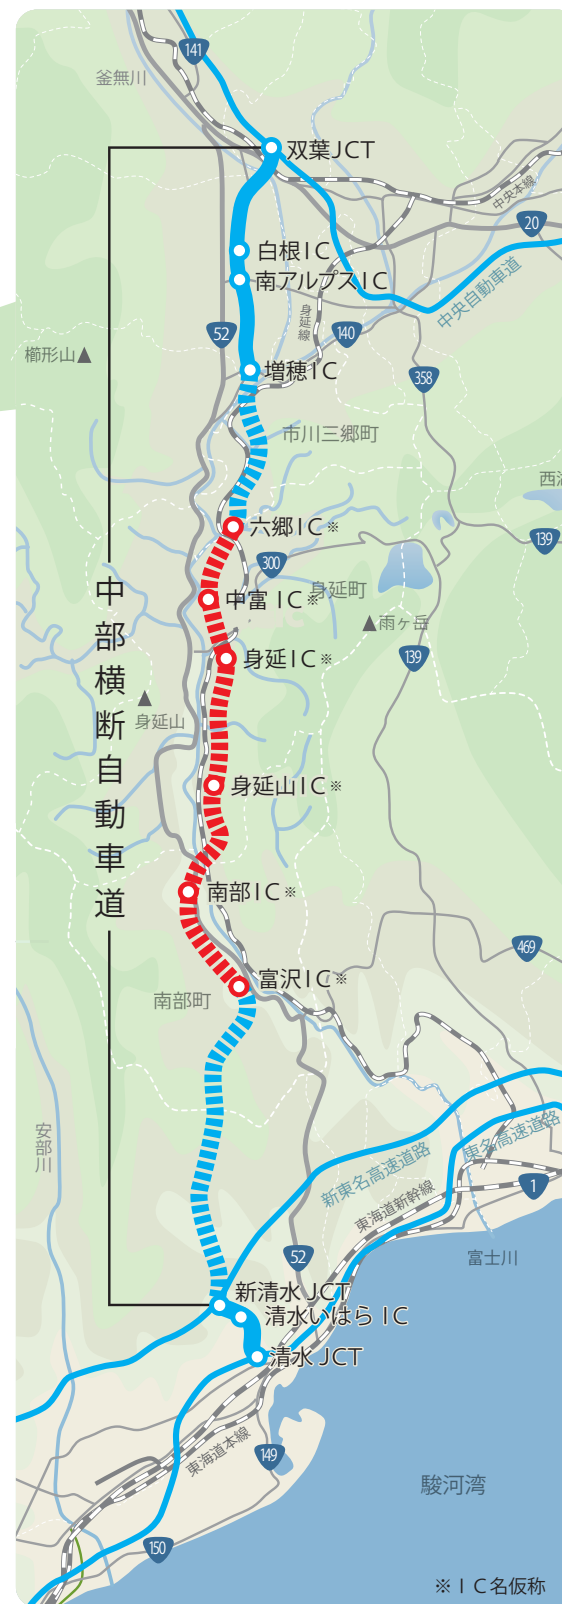 141
釜無川
双葉JCT
中央本線
20
白根IC
南アルプスIC
中央自動車道
身延線
52
140
櫛形山▲
増穂IC
358
市川三郷町
西湖
六郷IC※
139
300
中富IC※
身延町
▲雨ヶ岳
身延IC※
139
中部横断自動車道
▲
身延山
身延山IC※
南部IC※
469
富沢IC※
南部町
安部川
新東名高速道路
東名高速道路
東海道新幹線
1
52
富士川
新清水JCT
清水いはらIC
清水JCT
東海道本線
149
駿河湾
150
※IC名仮称